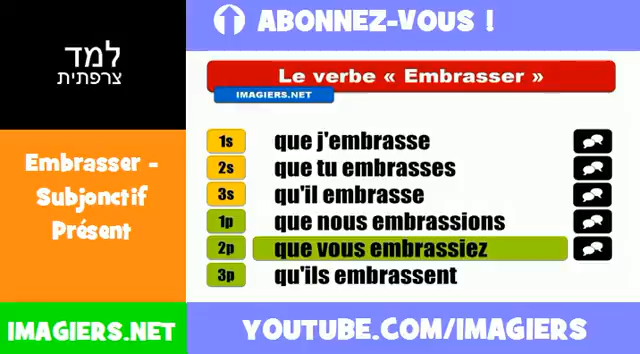 למד
צרפתית
Embrasser -
Subjonctif
Présent
IMAGIERS.NET
ABONNEZ-VOUS !
Le verbe « Embrasser »
IMAGIERS.NET
1s que j'embrasse
2s que tu embrasses
3s qu'il embrasse
1p que nous embrassions
2p que vous embrassiez
3p qu'ils embrassent
YOUTUBE.COM/IMAGIERS